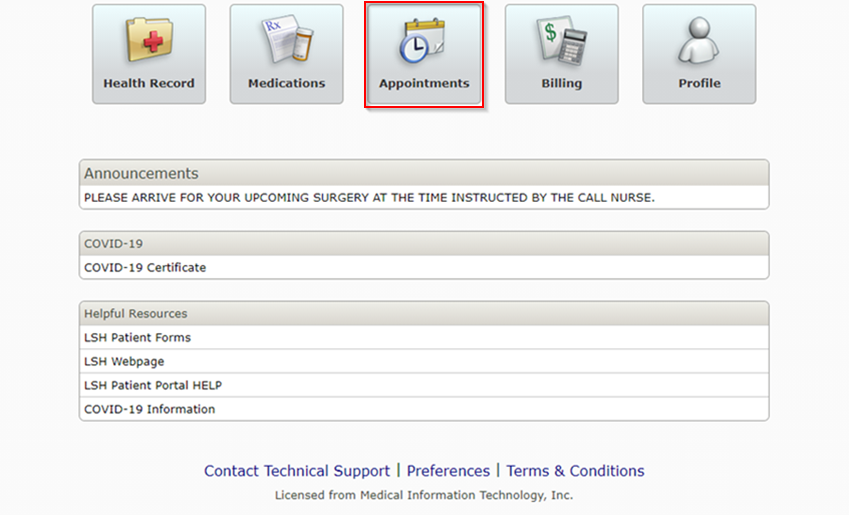 Rx
$
Health Record
Medications
Appointments
Billing
Profile
Announcements
PLEASE ARRIVE FOR YOUR UPCOMING SURGERY AT THE TIME INSTRUCTED BY THE CALL NURSE.
COVID-19
COVID-19 Certificate
Helpful Resources
LSH Patient Forms
LSH Webpage
LSH Patient Portal HELP
COVID-19 Information
Contact Technical Support | Preferences | Terms & Conditions
Licensed from Medical Information Technology, Inc.